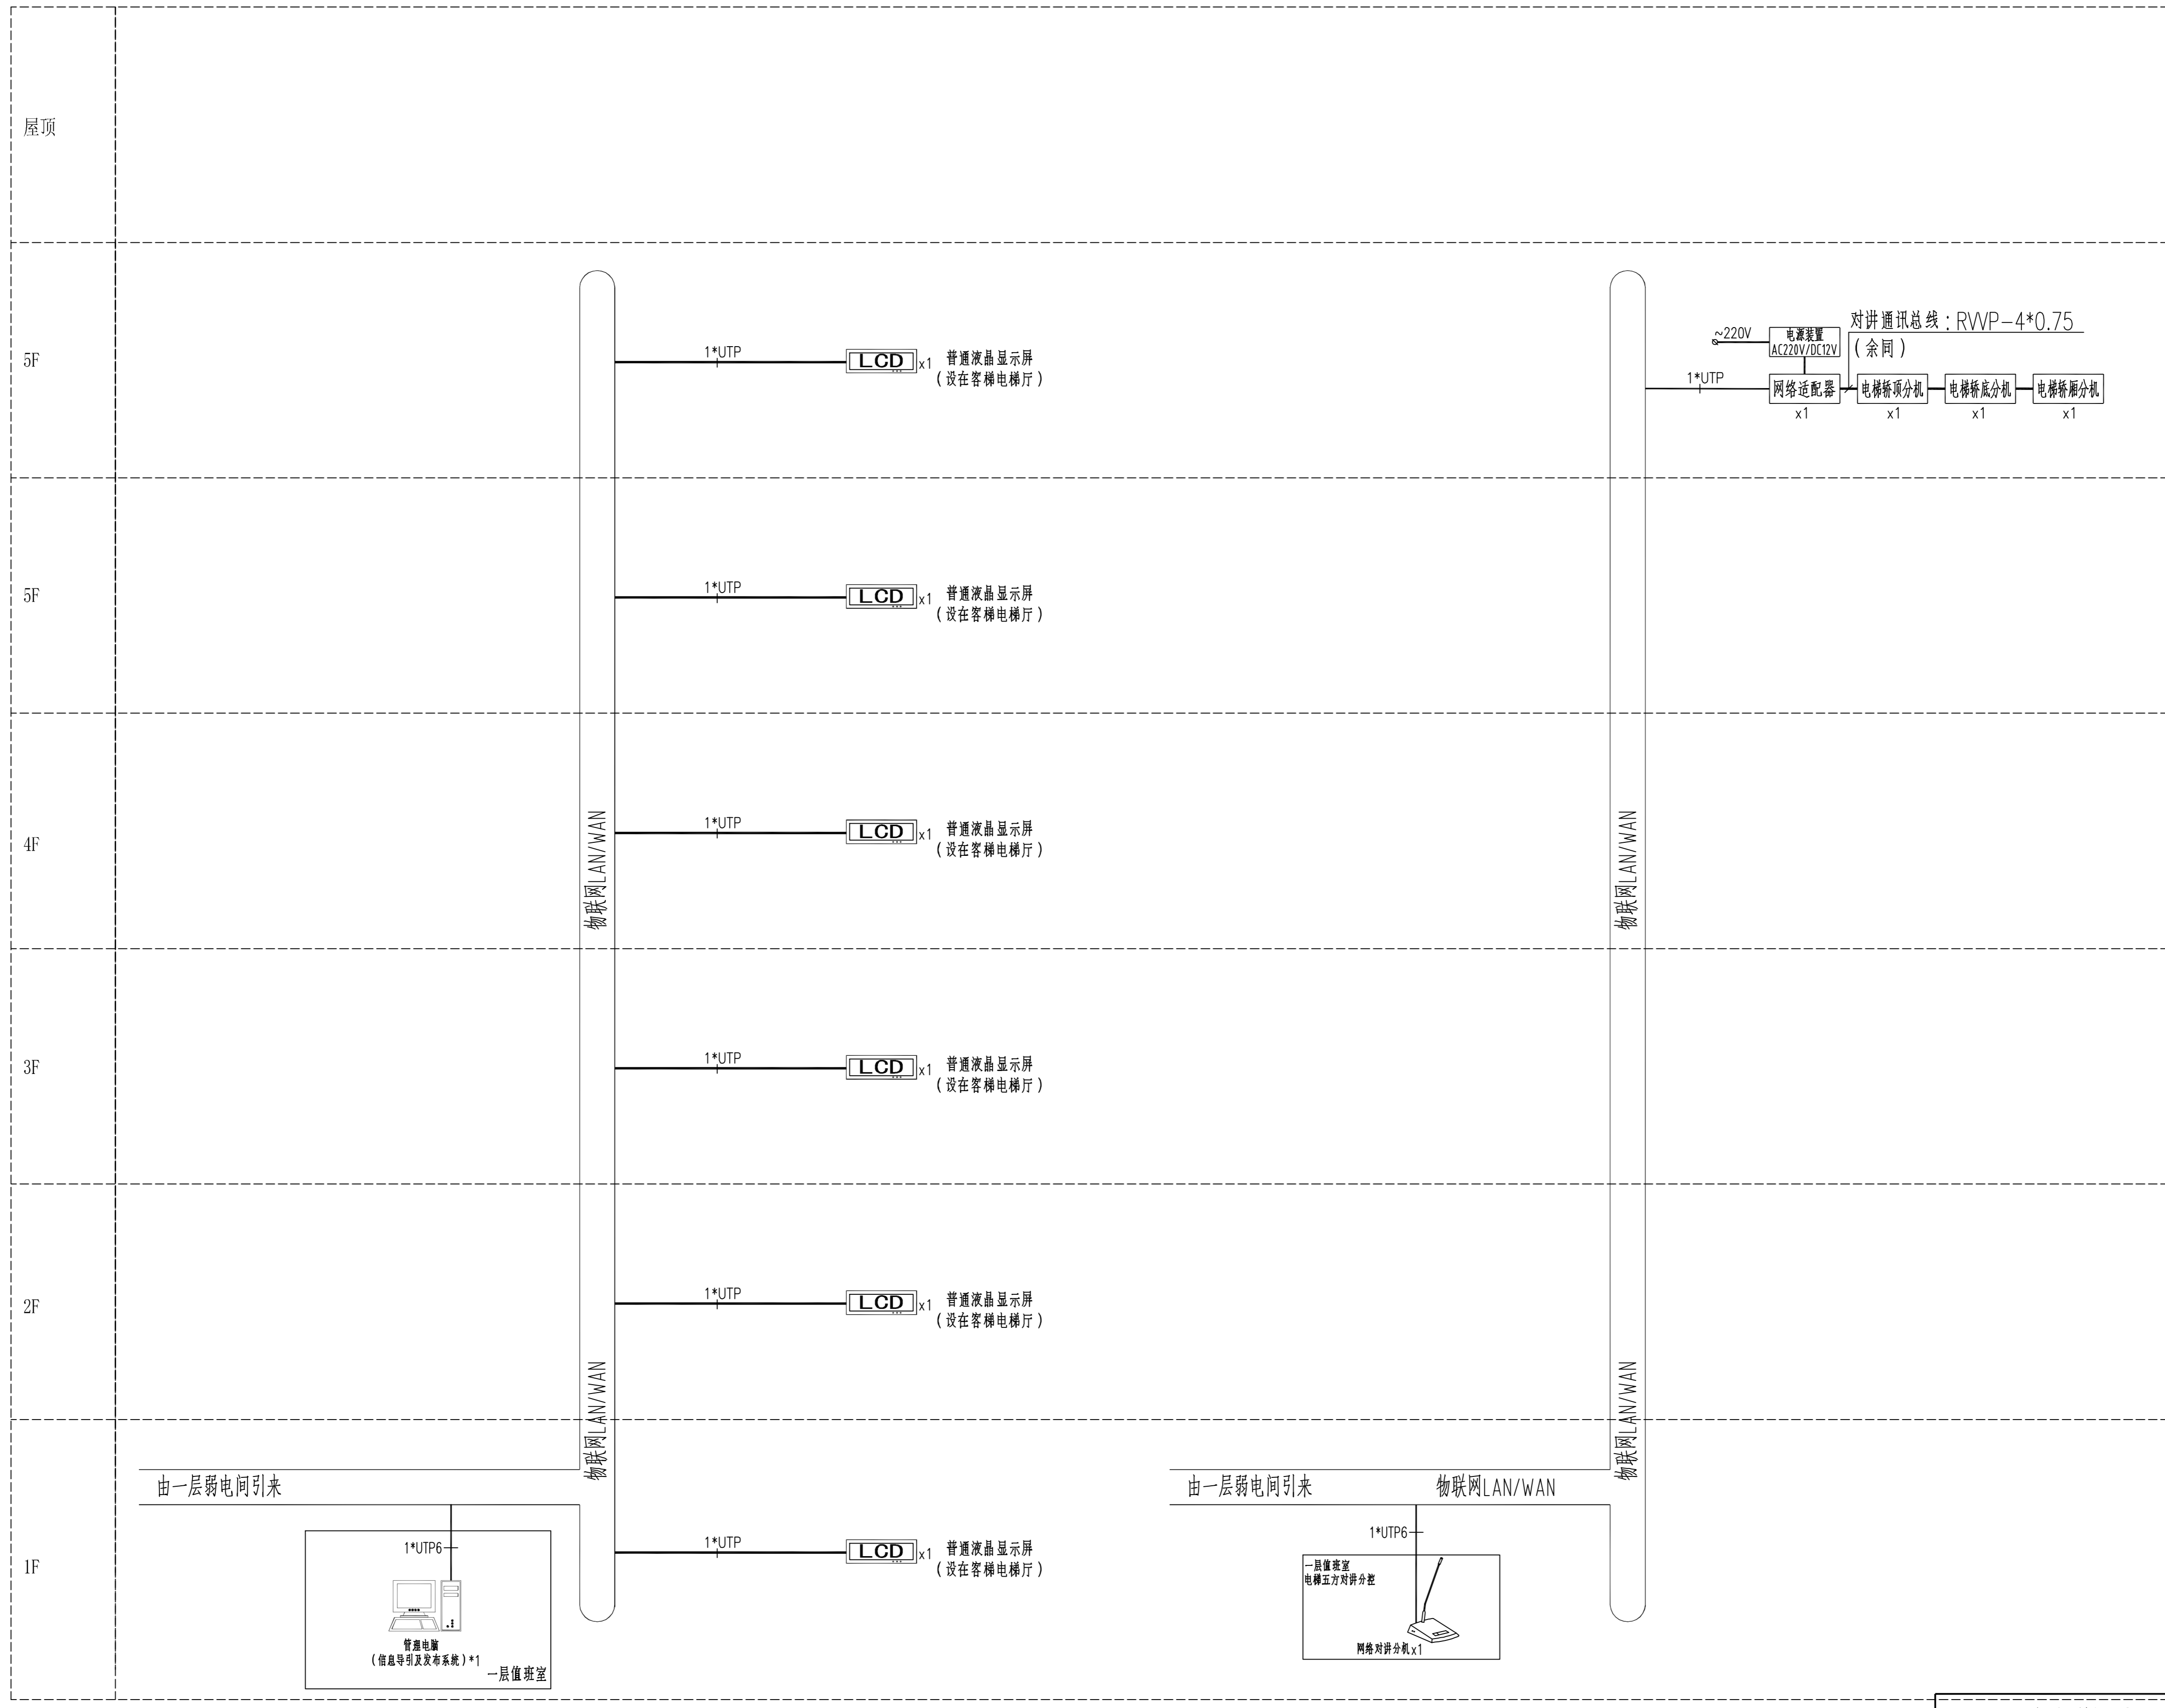 屋顶
5F
1*UTP
LCD
x1
普通液晶显示屏
(设在客梯电梯厅)
~220V
电源装置
AC220V/DC12V
对讲通讯总线：RVVP-4*0.75
(余同)
1*UTP
网络适配器
x1
电梯轿顶分机
x1
电梯轿底分机
x1
电梯轿厢分机
x1
5F
1*UTP
LCD
x1
普通液晶显示屏
(设在客梯电梯厅)
4F
物联网LAN/WAN
1*UTP
LCD
x1
普通液晶显示屏
(设在客梯电梯厅)
物联网LAN/WAN
3F
1*UTP
LCD
x1
普通液晶显示屏
(设在客梯电梯厅)
2F
1*UTP
LCD
x1
普通液晶显示屏
(设在客梯电梯厅)
物联网LAN/WAN
物联网LAN/WAN
由一层弱电间引来
由一层弱电间引来
物联网LAN/WAN
1F
1*UTP6
管理电脑
(信息导引及发布系统)*1
一层值班室
1*UTP
LCD
x1
普通液晶显示屏
(设在客梯电梯厅)
1*UTP6
一层值班室
电梯五方对讲分控
网络对讲分机x1